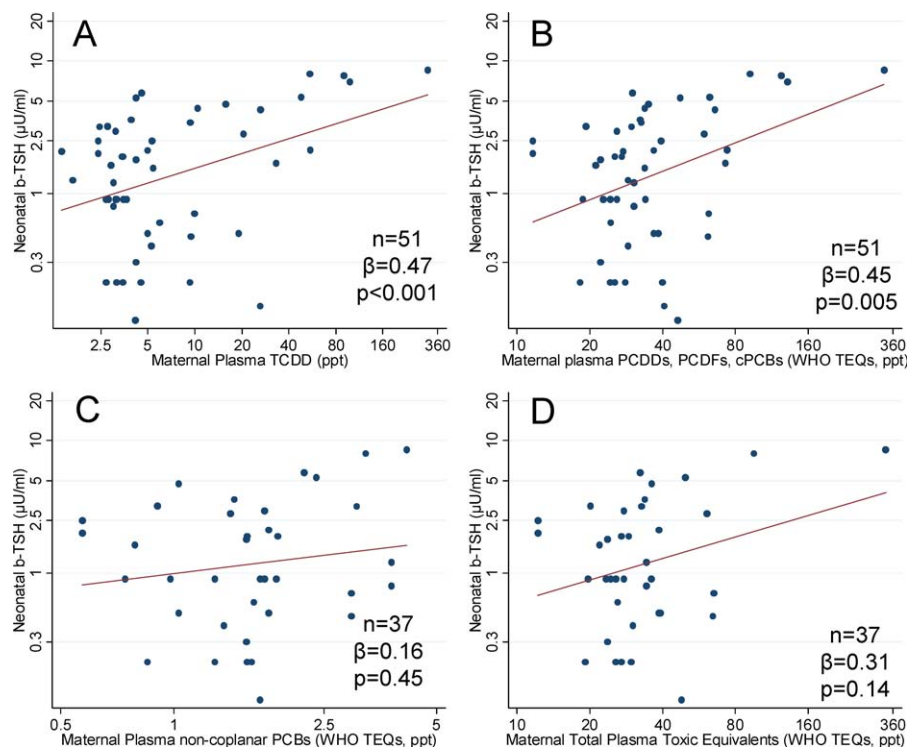 A
Neonatal b-TSH (µU/ml)
20
10
5
2.5
1
0.3
n=51
β=0.47
p<0.001
2.5 5 10 20 40 80 160 360
Maternal Plasma TCDD (ppt)
B
Neonatal b-TSH (µU/ml)
20
10
5
2.5
1
0.3
n=51
β=0.45
p=0.005
10 20 40 80 160 360
Maternal plasma PCDDs, PCDFs, cPCBs (WHO TEQs, ppt)
C
Neonatal b-TSH (µU/ml)
20
10
5
2.5
1
0.3
n=37
β=0.16
p=0.45
0.5 1 2.5 5
Maternal Plasma non-coplanar PCBs (WHO TEQs, ppt)
D
Neonatal b-TSH (µU/ml)
20
10
5
2.5
1
0.3
n=37
β=0.31
p=0.14
10 20 40 80 160 360
Maternal Total Plasma Toxic Equivalents (WHO TEQs, ppt)